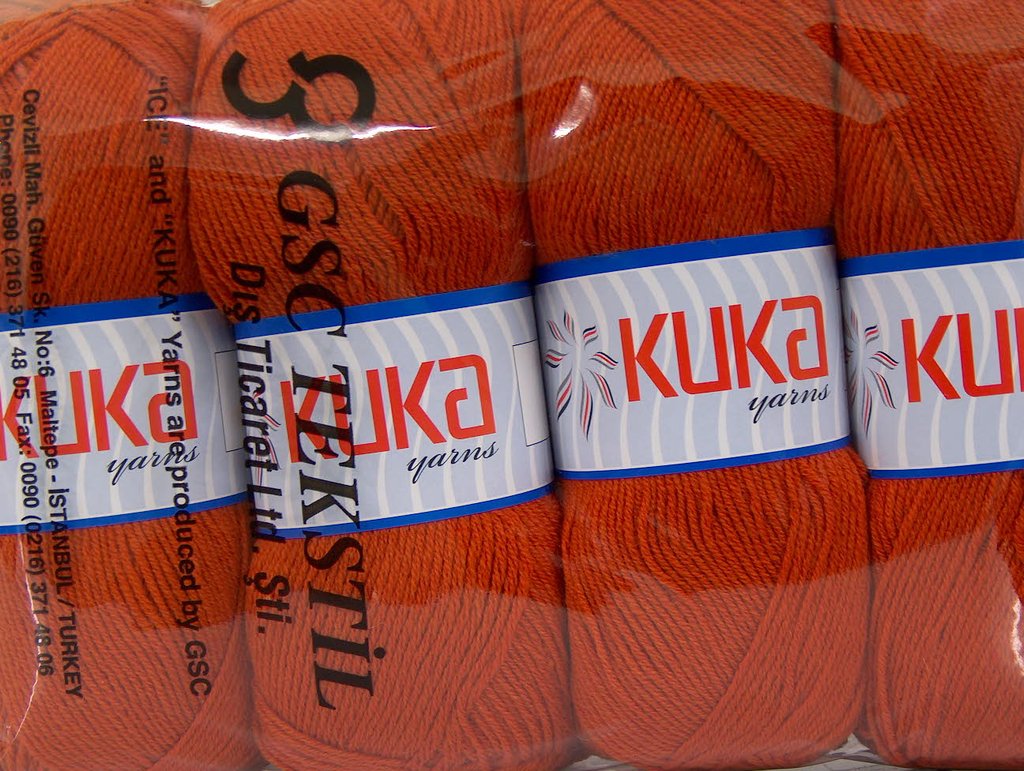 GSC TEKSTİL
Dış Ticaret Ltd. Şti.
"ICE" and "KUKA" Yarns are produced by GSC
Cevizli Mah. Güven Sk. No:6 Maltepe - İSTANBUL / TURKEY
Phone: 0090 (216) 371 48 05 Fax: 0090 (0216) 371 48 06
KUKA
yarns
KUKA
yarns
KUKA
yarns
KU